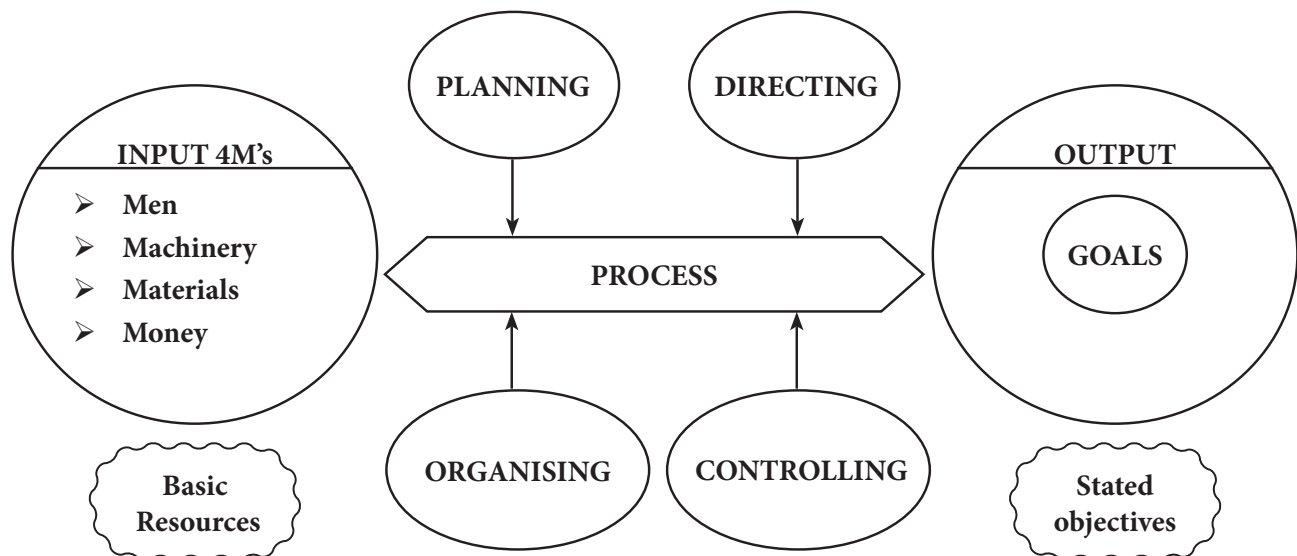 PLANNING
DIRECTING
INPUT 4M's
➢ Men
➢ Machinery
➢ Materials
➢ Money
PROCESS
OUTPUT
GOALS
ORGANISING
CONTROLLING
Basic
Resources
Stated
objectives